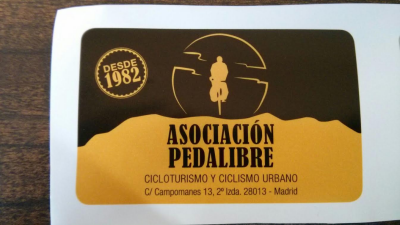 DESDE
1982
ASOCIACIÓN
PEDALIBRE
CICLOTURISMO Y CICLISMO URBANO
C/ Campomanes 13, 2º Izda. 28013 - Madrid